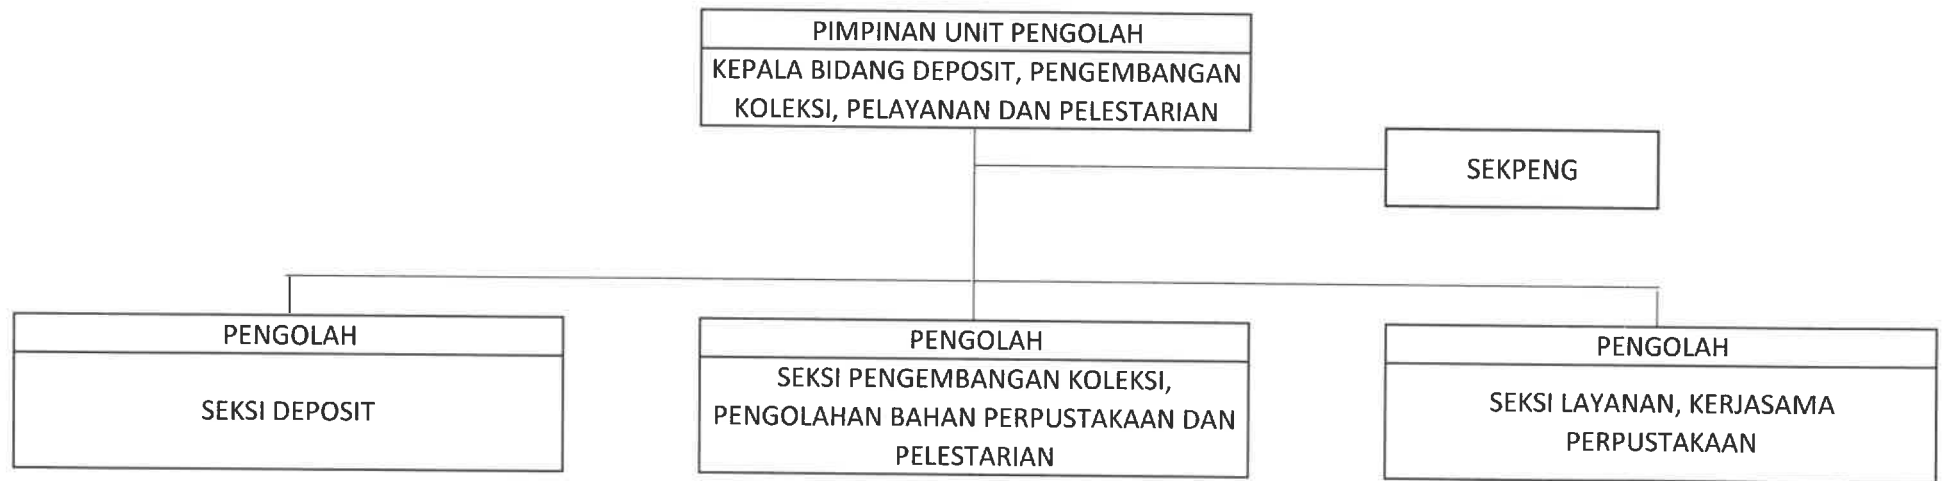 PIMPINAN UNIT PENGOLAH
KEPALA BIDANG DEPOSIT, PENGEMBANGAN
KOLEKSI, PELAYANAN DAN PELESTARIAN
SEKPENG
PENGOLAH
SEKSI DEPOSIT
PENGOLAH
SEKSI PENGEMBANGAN KOLEKSI,
PENGOLAHAN BAHAN PERPUSTAKAAN DAN
PELESTARIAN
PENGOLAH
SEKSI LAYANAN, KERJASAMA
PERPUSTAKAAN